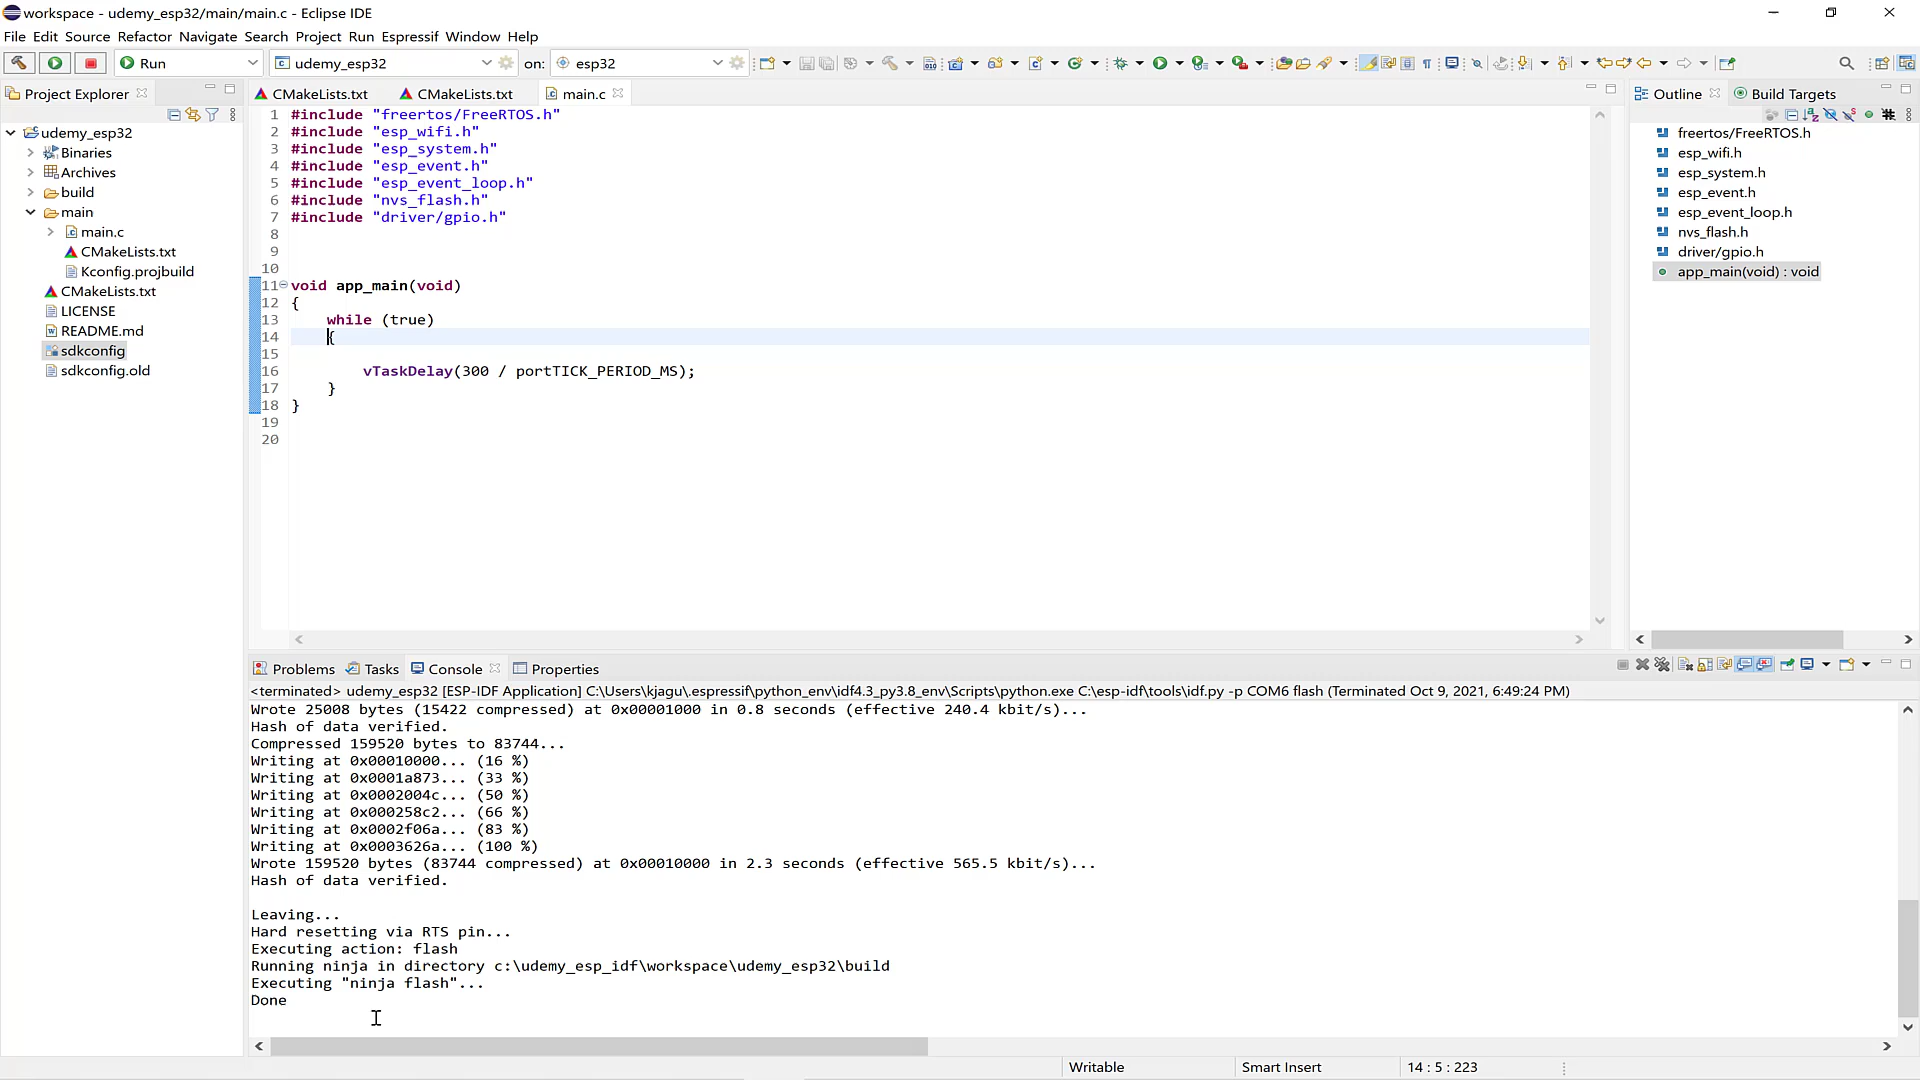 workspace - udemy_esp32/main/main.c - Eclipse IDE
File Edit Source Refactor Navigate Search Project Run Espressif Window Help
Run udemy_esp32 on: esp32
Project Explorer
udemy_esp32
Binaries
Archives
build
main
main.c
CMakeLists.txt
Kconfig.projbuild
CMakeLists.txt
LICENSE
README.md
sdkconfig
sdkconfig.old
CMakeLists.txt CMakeLists.txt main.c
1 #include "freertos/FreeRTOS.h"
2 #include "esp_wifi.h"
3 #include "esp_system.h"
4 #include "esp_event.h"
5 #include "esp_event_loop.h"
6 #include "nvs_flash.h"
7 #include "driver/gpio.h"
8
9
10
11 void app_main(void)
12 {
13 while (true)
14 {
15
16 vTaskDelay(300 / portTICK_PERIOD_MS);
17 }
18 }
19
20
Outline Build Targets
freertos/FreeRTOS.h
esp_wifi.h
esp_system.h
esp_event.h
esp_event_loop.h
nvs_flash.h
driver/gpio.h
app_main(void) : void
Problems Tasks Console Properties
<terminated> udemy_esp32 [ESP-IDF Application] C:\Users\kjagu\.espressif\python_env\idf4.3_py3.8_env\Scripts\python.exe C:\esp-idf\tools\idf.py -p COM6 flash (Terminated Oct 9, 2021, 6:49:24 PM)
Wrote 25008 bytes (15422 compressed) at 0x00001000 in 0.8 seconds (effective 240.4 kbit/s)...
Hash of data verified.
Compressed 159520 bytes to 83744...
Writing at 0x00010000... (16 %)
Writing at 0x0001a873... (33 %)
Writing at 0x0002004c... (50 %)
Writing at 0x000258c2... (66 %)
Writing at 0x0002f06a... (83 %)
Writing at 0x0003626a... (100 %)
Wrote 159520 bytes (83744 compressed) at 0x00010000 in 2.3 seconds (effective 565.5 kbit/s)...
Hash of data verified.
Leaving...
Hard resetting via RTS pin...
Executing action: flash
Running ninja in directory c:\udemy_esp_idf\workspace\udemy_esp32\build
Executing "ninja flash"...
Done
Writable Smart Insert 14 : 5 : 223